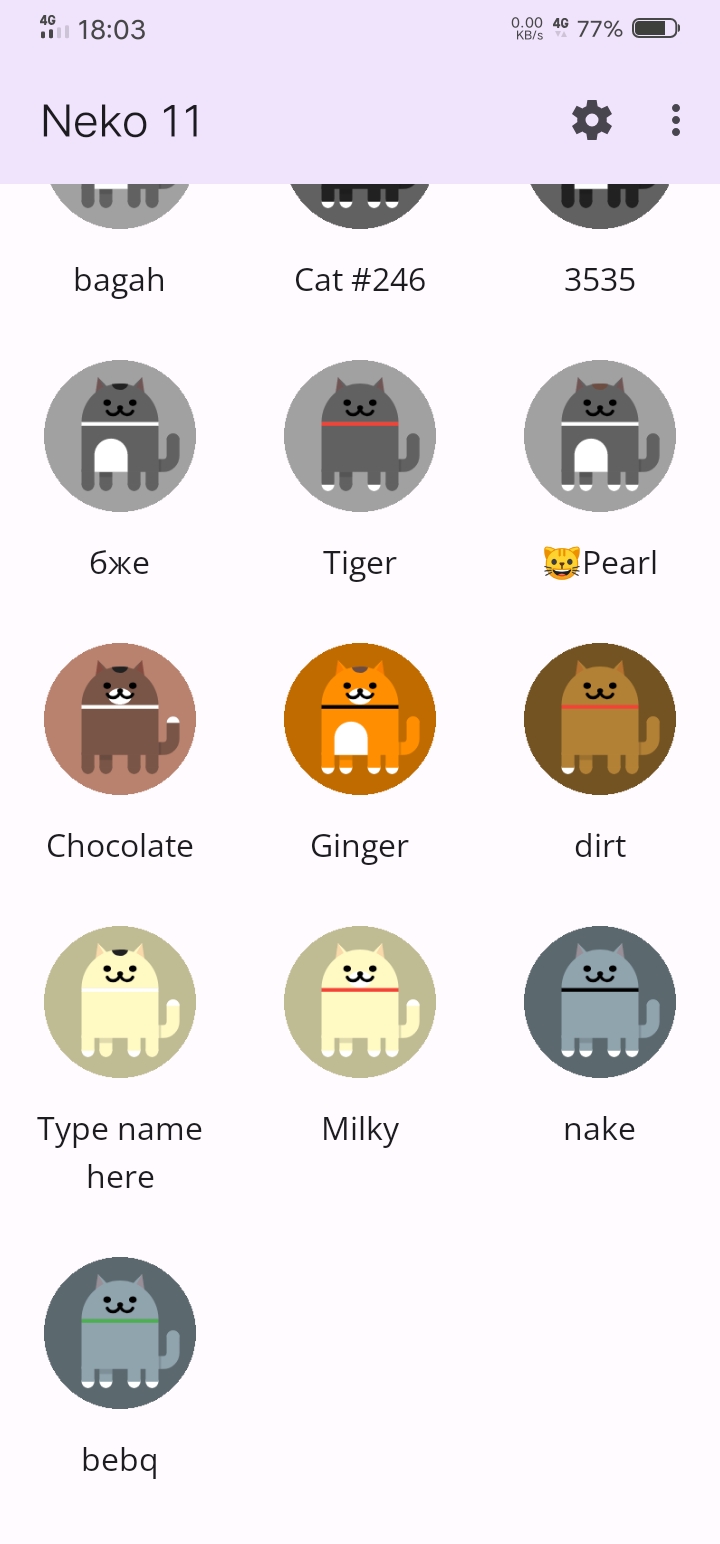 4G 18:03 0.00 KB/s 4G 77%
Neko 11
bagah Cat #246 3535
бже Tiger 😺Pearl
Chocolate Ginger dirt
Type name here Milky nake
bebq